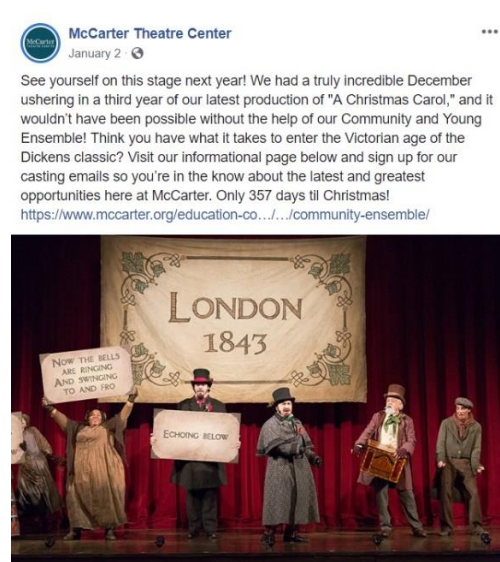 McCarter
THEATRE CENTER
McCarter Theatre Center
January 2 ·
See yourself on this stage next year! We had a truly incredible December
ushering in a third year of our latest production of "A Christmas Carol," and it
wouldn't have been possible without the help of our Community and Young
Ensemble! Think you have what it takes to enter the Victorian age of the
Dickens classic? Visit our informational page below and sign up for our
casting emails so you're in the know about the latest and greatest
opportunities here at McCarter. Only 357 days til Christmas!
https://www.mccarter.org/education-co.../.../community-ensemble/
LONDON
1843
NOW THE BELLS
ARE RINGING
AND SWINGING
TO AND FRO
ECHOING BELOW